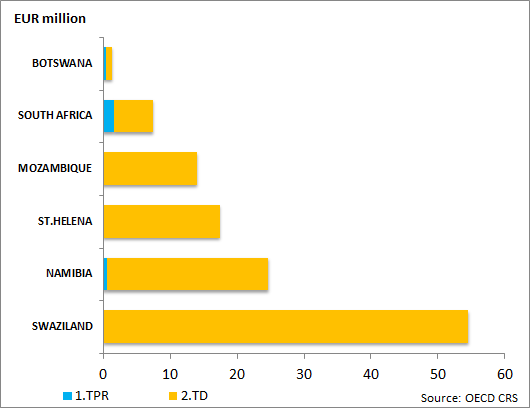 EUR million
BOTSWANA
SOUTH AFRICA
MOZAMBIQUE
ST.HELENA
NAMIBIA
SWAZILAND
0 10 20 30 40 50 60
1.TPR 2.TD
Source: OECD CRS